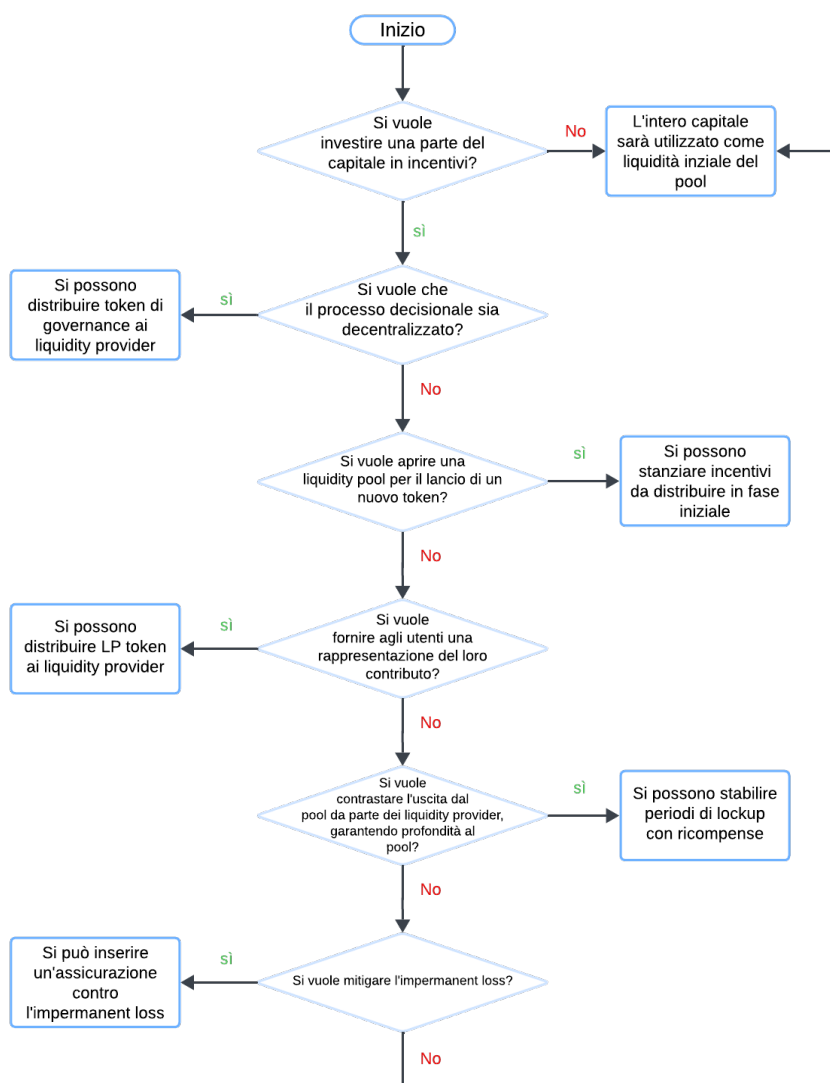 Inizio
Si vuole
investire una parte del
capitale in incentivi?
No
L'intero capitale
sarà utilizzato come
liquidità inziale del
pool
sì
Si vuole che
il processo decisionale sia
decentralizzato?
sì
Si possono
distribuire token di
governance ai
liquidity provider
No
Si vuole aprire una
liquidity pool per il lancio di un
nuovo token?
sì
Si possono
stanziare incentivi
da distribuire in fase
iniziale
No
Si vuole
fornire agli utenti una
rappresentazione del loro
contributo?
sì
Si possono
distribuire LP token
ai liquidity provider
No
Si vuole
contrastare l'uscita dal
pool da parte dei liquidity provider,
garantendo profondità al
pool?
sì
Si possono stabilire
periodi di lockup
con ricompense
No
Si vuole mitigare l'impermanent loss?
sì
Si può inserire
un'assicurazione
contro
l'impermanent loss
No